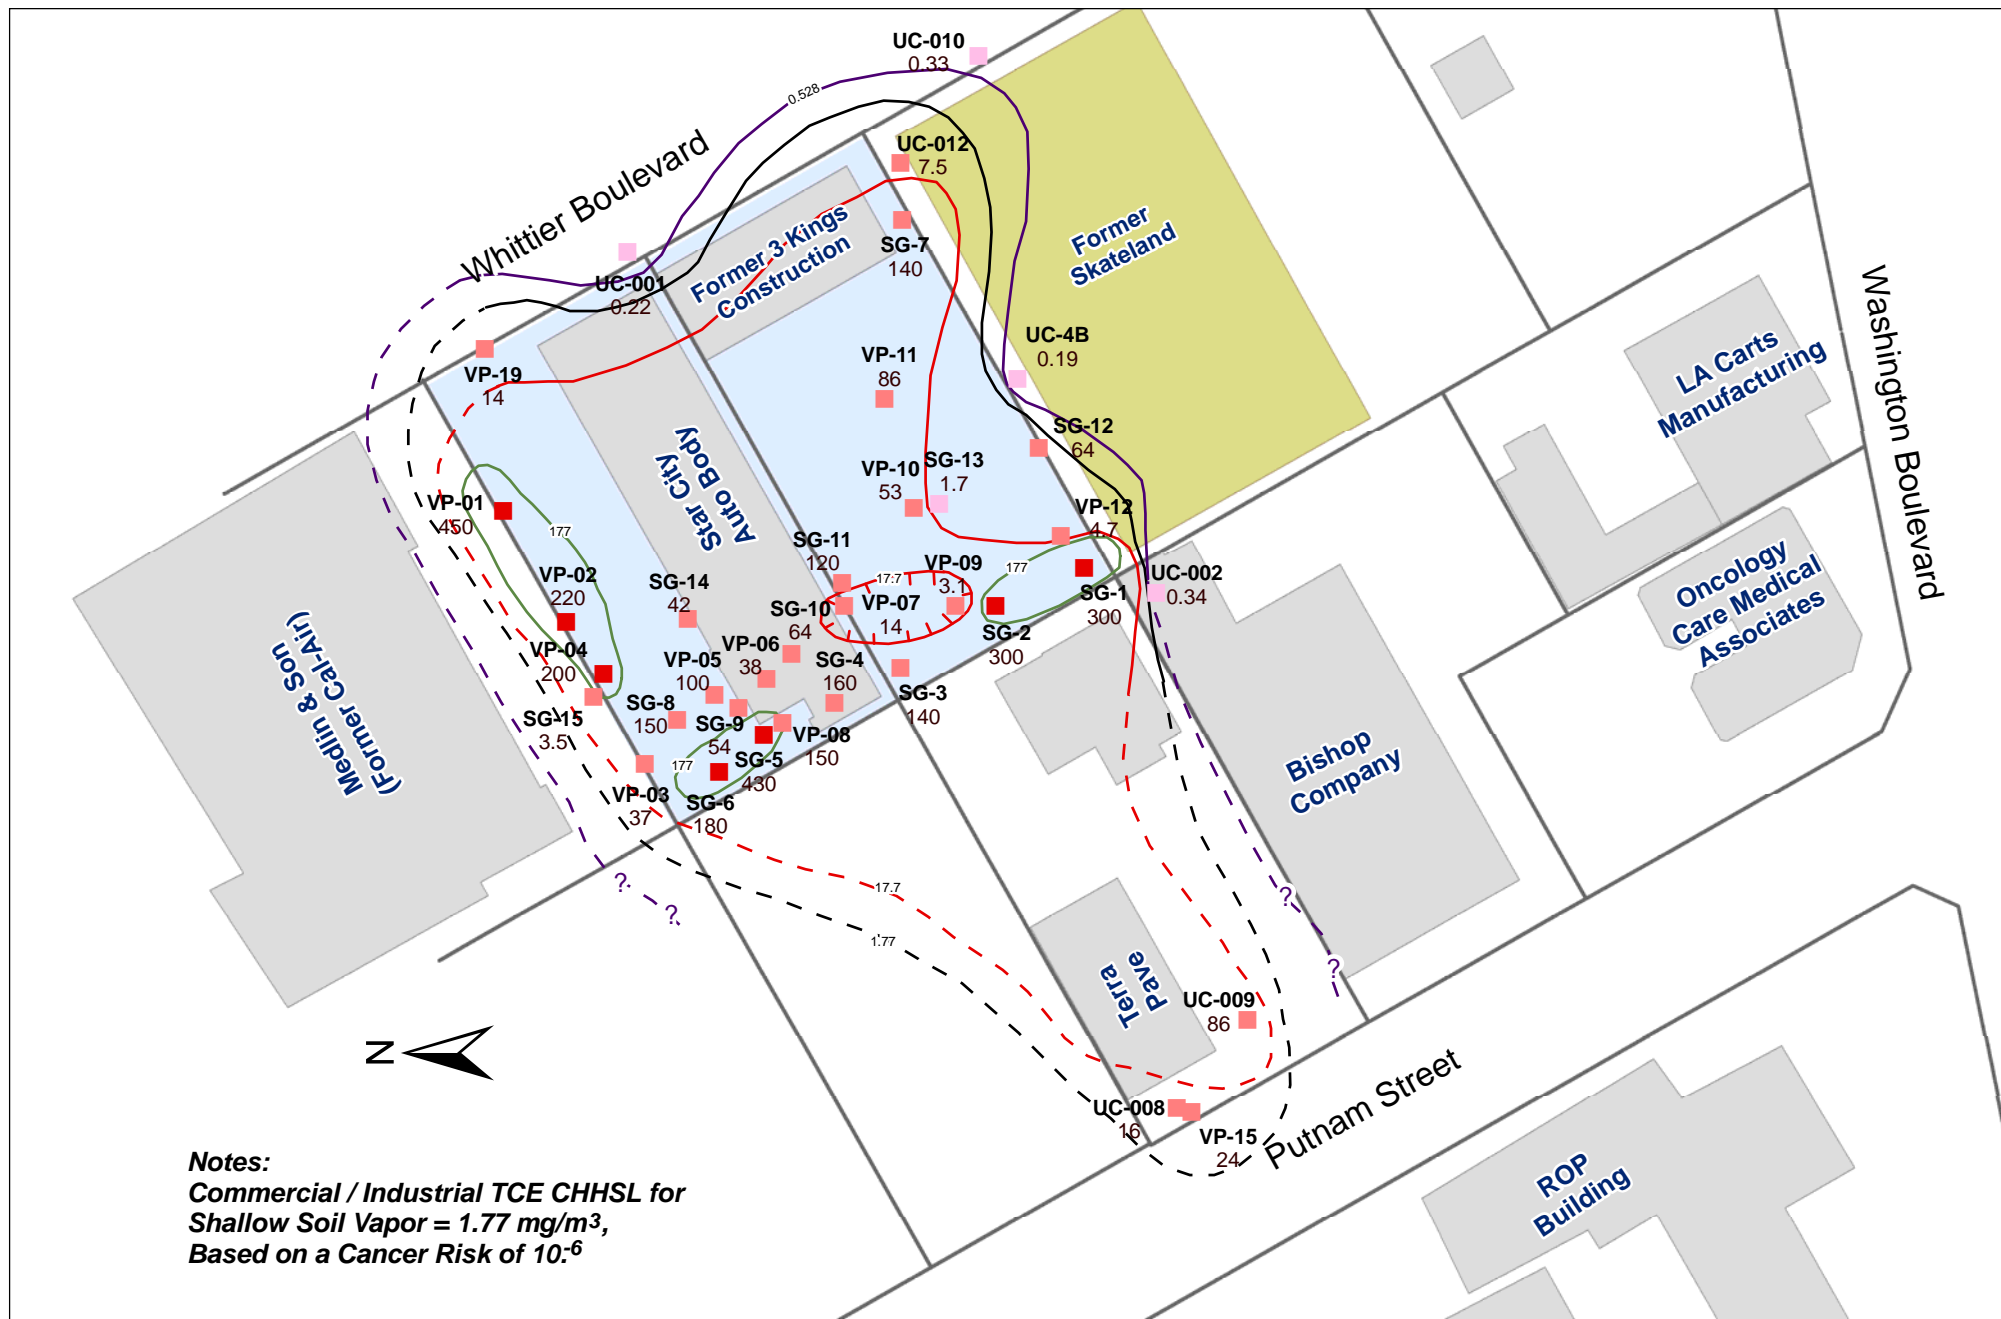 UC-010
0.33
0.528
Whittier Boulevard
UC-012
7.5
SG-7
140
Former
Skateland
UC-001
0.22
Former 3 Kings
Construction
VP-19
14
VP-11
86
UC-4B
0.19
SG-12
64
LA Carts
Manufacturing
Washington Boulevard
Star City
Auto Body
VP-10
53
SG-13
1.7
VP-12
4.7
VP-01
450
177
SG-11
120
VP-02
220
SG-14
42
17.7
VP-09
3.1
177
SG-1
300
UC-002
0.34
Oncology
Care Medical
Associates
SG-10
64
VP-07
14
SG-2
300
VP-04
200
VP-05
100
VP-06
38
SG-4
160
SG-3
140
SG-15
3.5
SG-8
150
SG-9
54
VP-08
150
SG-5
430
177
Medlin & Son
(Former Cal-Air)
VP-03
37
SG-6
180
Bishop
Company
?
?
17.7
1.77
?
?
Terra
Pave
UC-009
86
N
UC-008
16
VP-15
24
Putnam Street
ROP
Building
Notes:
Commercial / Industrial TCE CHHSL for
Shallow Soil Vapor = 1.77 mg/m³,
Based on a Cancer Risk of 10⁻⁶